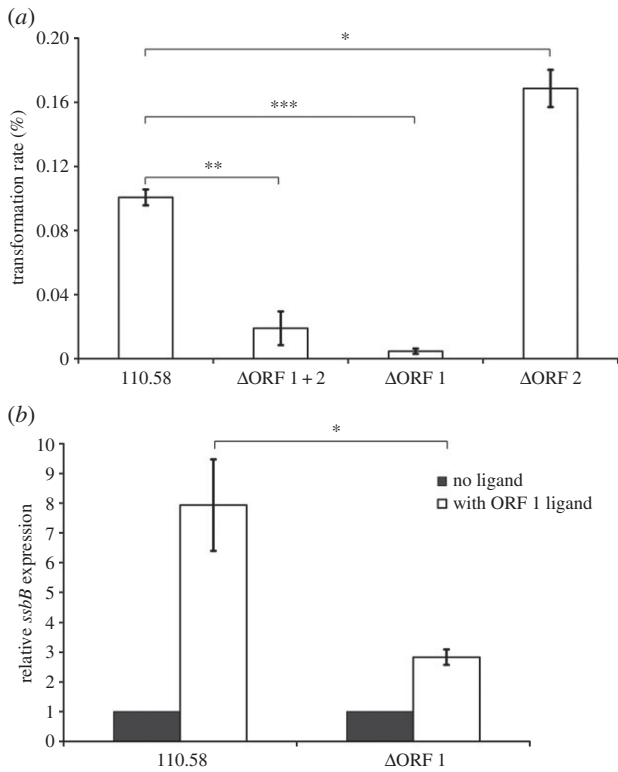 (a)
0.20
0.16
0.12
0.08
0.04
0
transformation rate (%)
*
***
**
110.58
ΔORF 1 + 2
ΔORF 1
ΔORF 2
(b)
10
9
8
7
6
5
4
3
2
1
0
relative ssbB expression
*
no ligand
with ORF 1 ligand
110.58
ΔORF 1